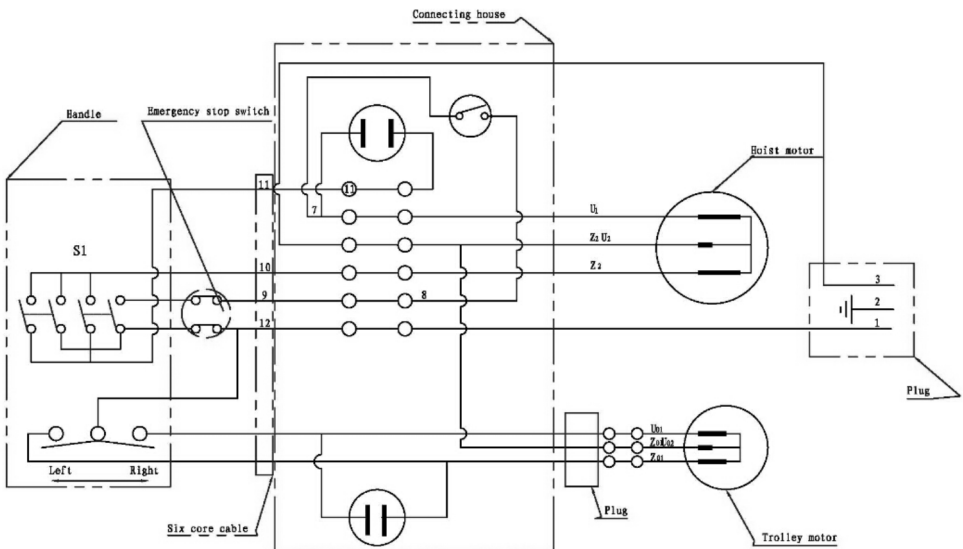 Connecting house
Handle
Emergency stop switch
Hoist motor
11
11
7
U1
S1
Z2 U2
10
Z2
3
9
8
2
12
1
Plug
U01
Z02U02
Left
Right
Z01
Six core cable
Plug
Trolley motor